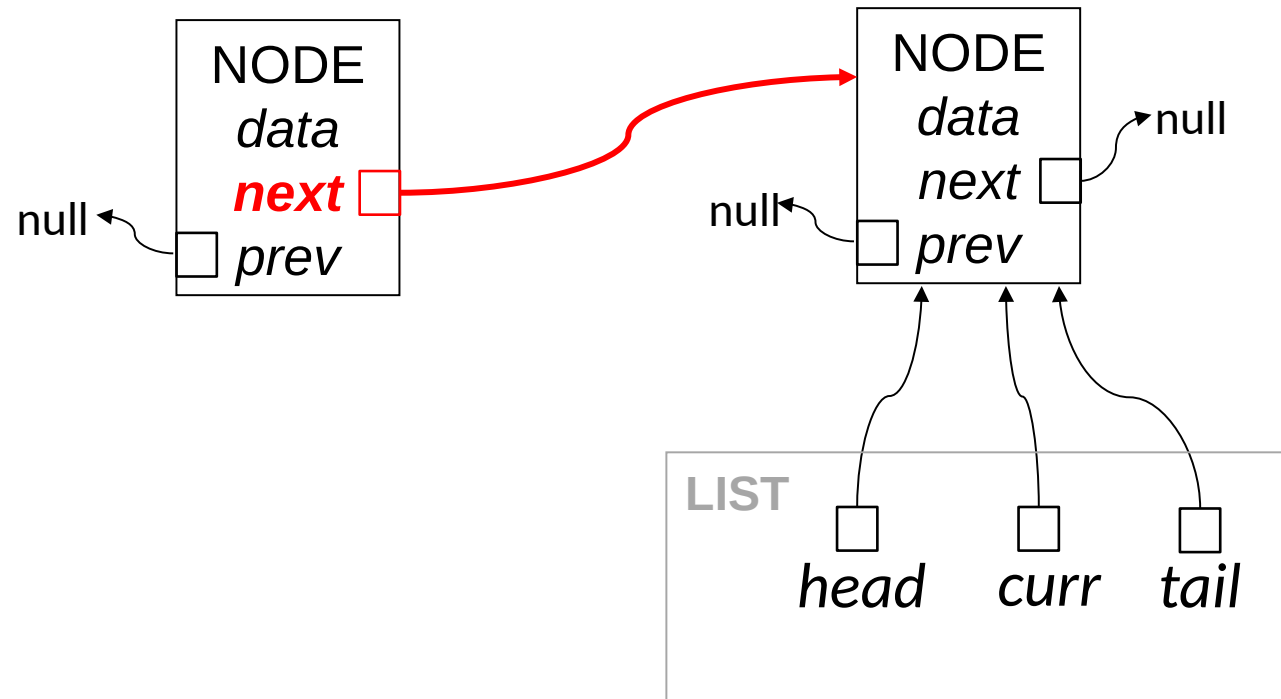 NODE
data
next
prev
null
NODE
data
next
prev
null
null
LIST
head curr tail